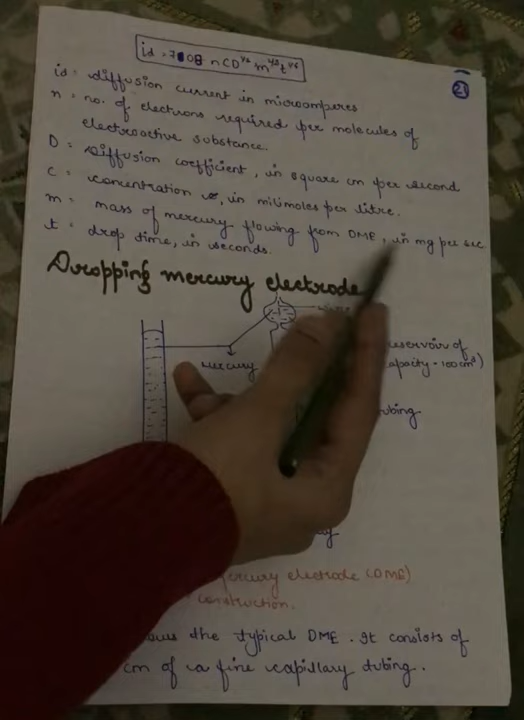 id = 708 nCD^1/2 m^2/3 t^1/6
21
id = diffusion current in microamperes
n = no. of electrons required per molecules of
electroactive substance.
D = Diffusion coefficient, in square cm per second
C = concentration, in milimoles per litre.
m = mass of mercury flowing from DME, in mg per sec
t = drop time, in seconds.
Dropping mercury electrode
reservoir of
mercury
capacity - 100 cm³)
tubing
mercury electrode (DME)
construction.
the typical DME. It consists of
cm of a fine capillary tubing.